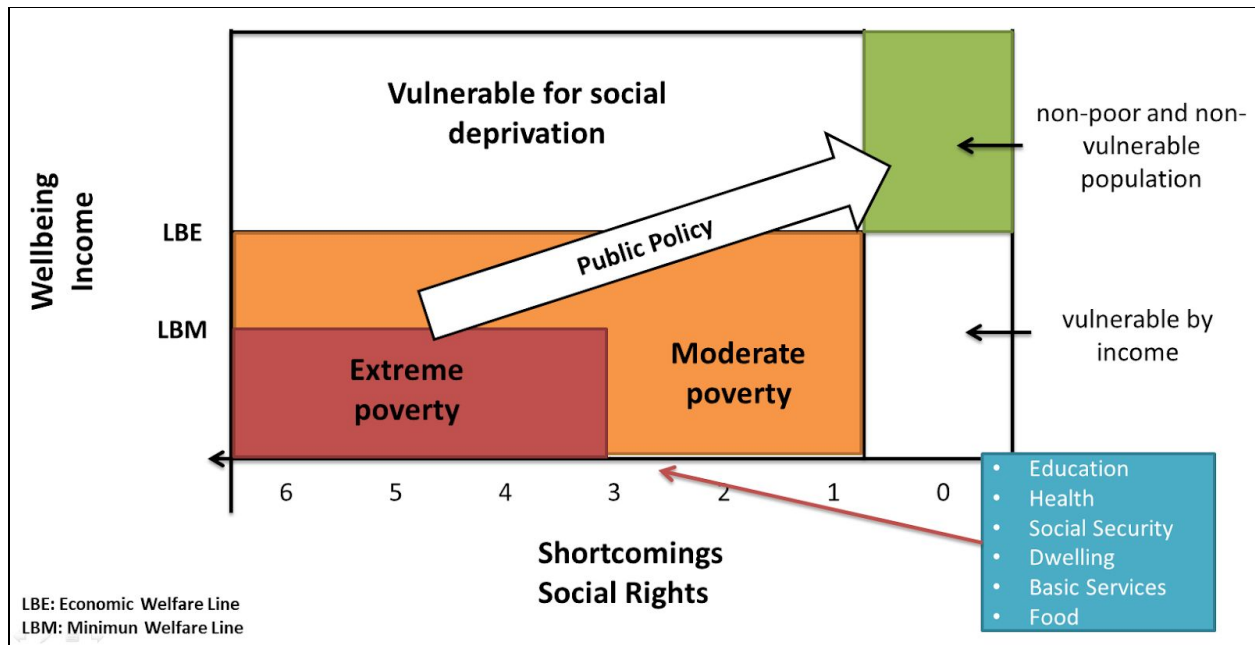 Vulnerable for social
deprivation
non-poor and non-
vulnerable
population
Wellbeing
Income
LBE
Public Policy
LBM
vulnerable by
income
Extreme
poverty
Moderate
poverty
6 5 4 3 2 1 0
• Education
• Health
• Social Security
• Dwelling
• Basic Services
• Food
Shortcomings
Social Rights
LBE: Economic Welfare Line
LBM: Minimun Welfare Line